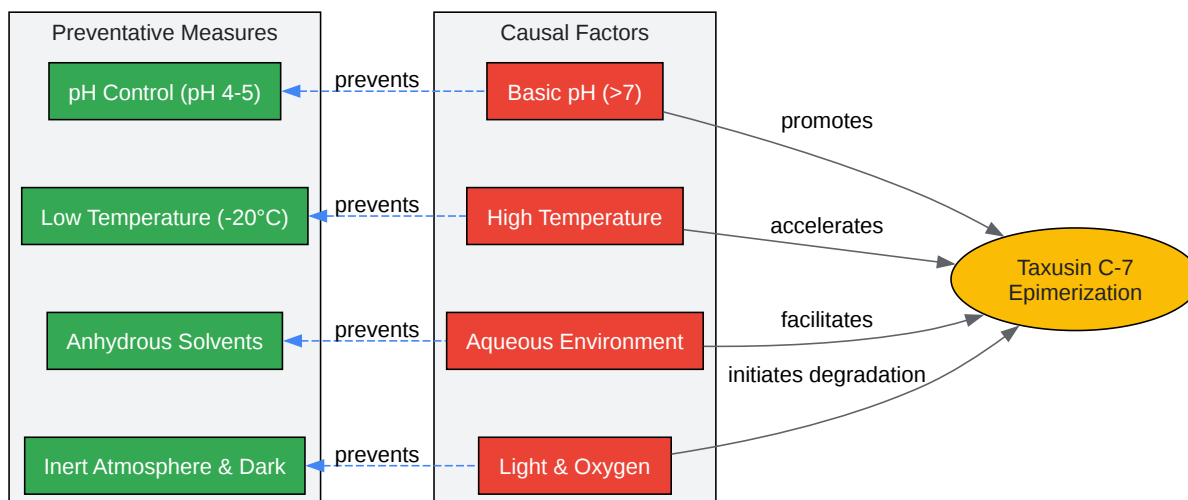 Preventative Measures
Causal Factors
pH Control (pH 4-5)
prevents
Basic pH (>7)
promotes
Low Temperature (-20°C)
prevents
High Temperature
accelerates
Taxusin C-7
Epimerization
Anhydrous Solvents
prevents
Aqueous Environment
facilitates
initiates degradation
Inert Atmosphere & Dark
prevents
Light & Oxygen